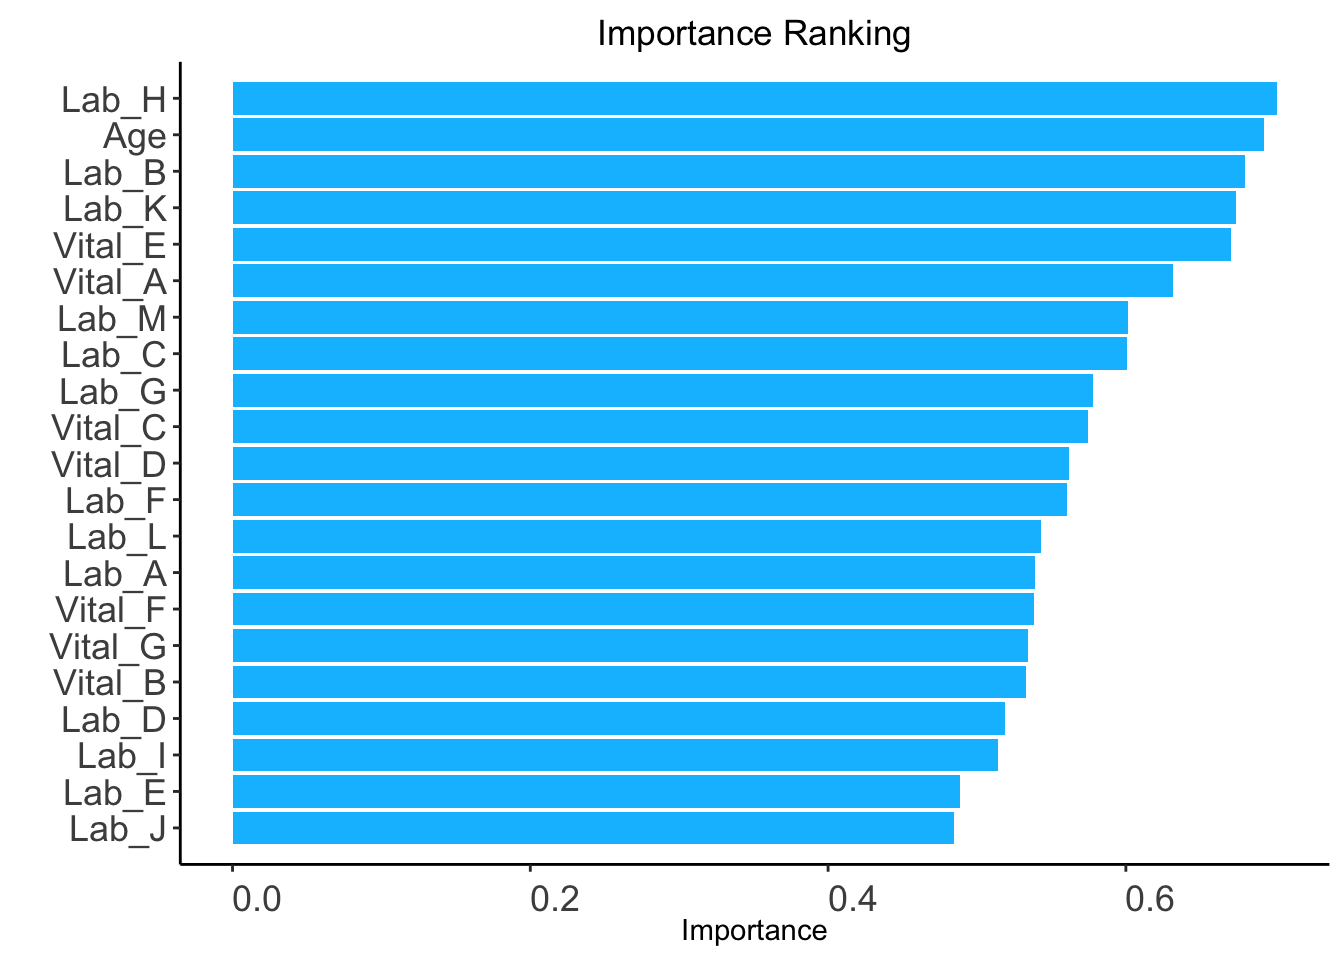 Importance Ranking
Lab_H
Age
Lab_B
Lab_K
Vital_E
Vital_A
Lab_M
Lab_C
Lab_G
Vital_C
Vital_D
Lab_F
Lab_L
Lab_A
Vital_F
Vital_G
Vital_B
Lab_D
Lab_I
Lab_E
Lab_J
0.0 0.2 0.4 0.6
Importance